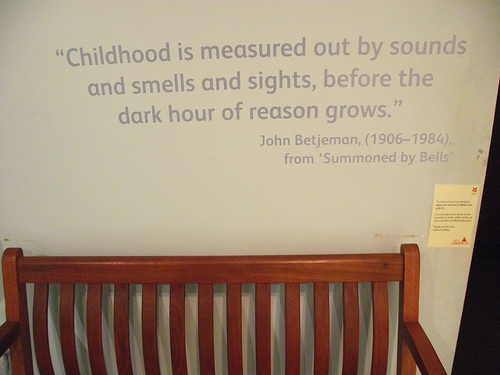 “Childhood is measured out by sounds
and smells and sights, before the
dark hour of reason grows.”
John Betjeman, (1906–1984),
from ‘Summoned by Bells’